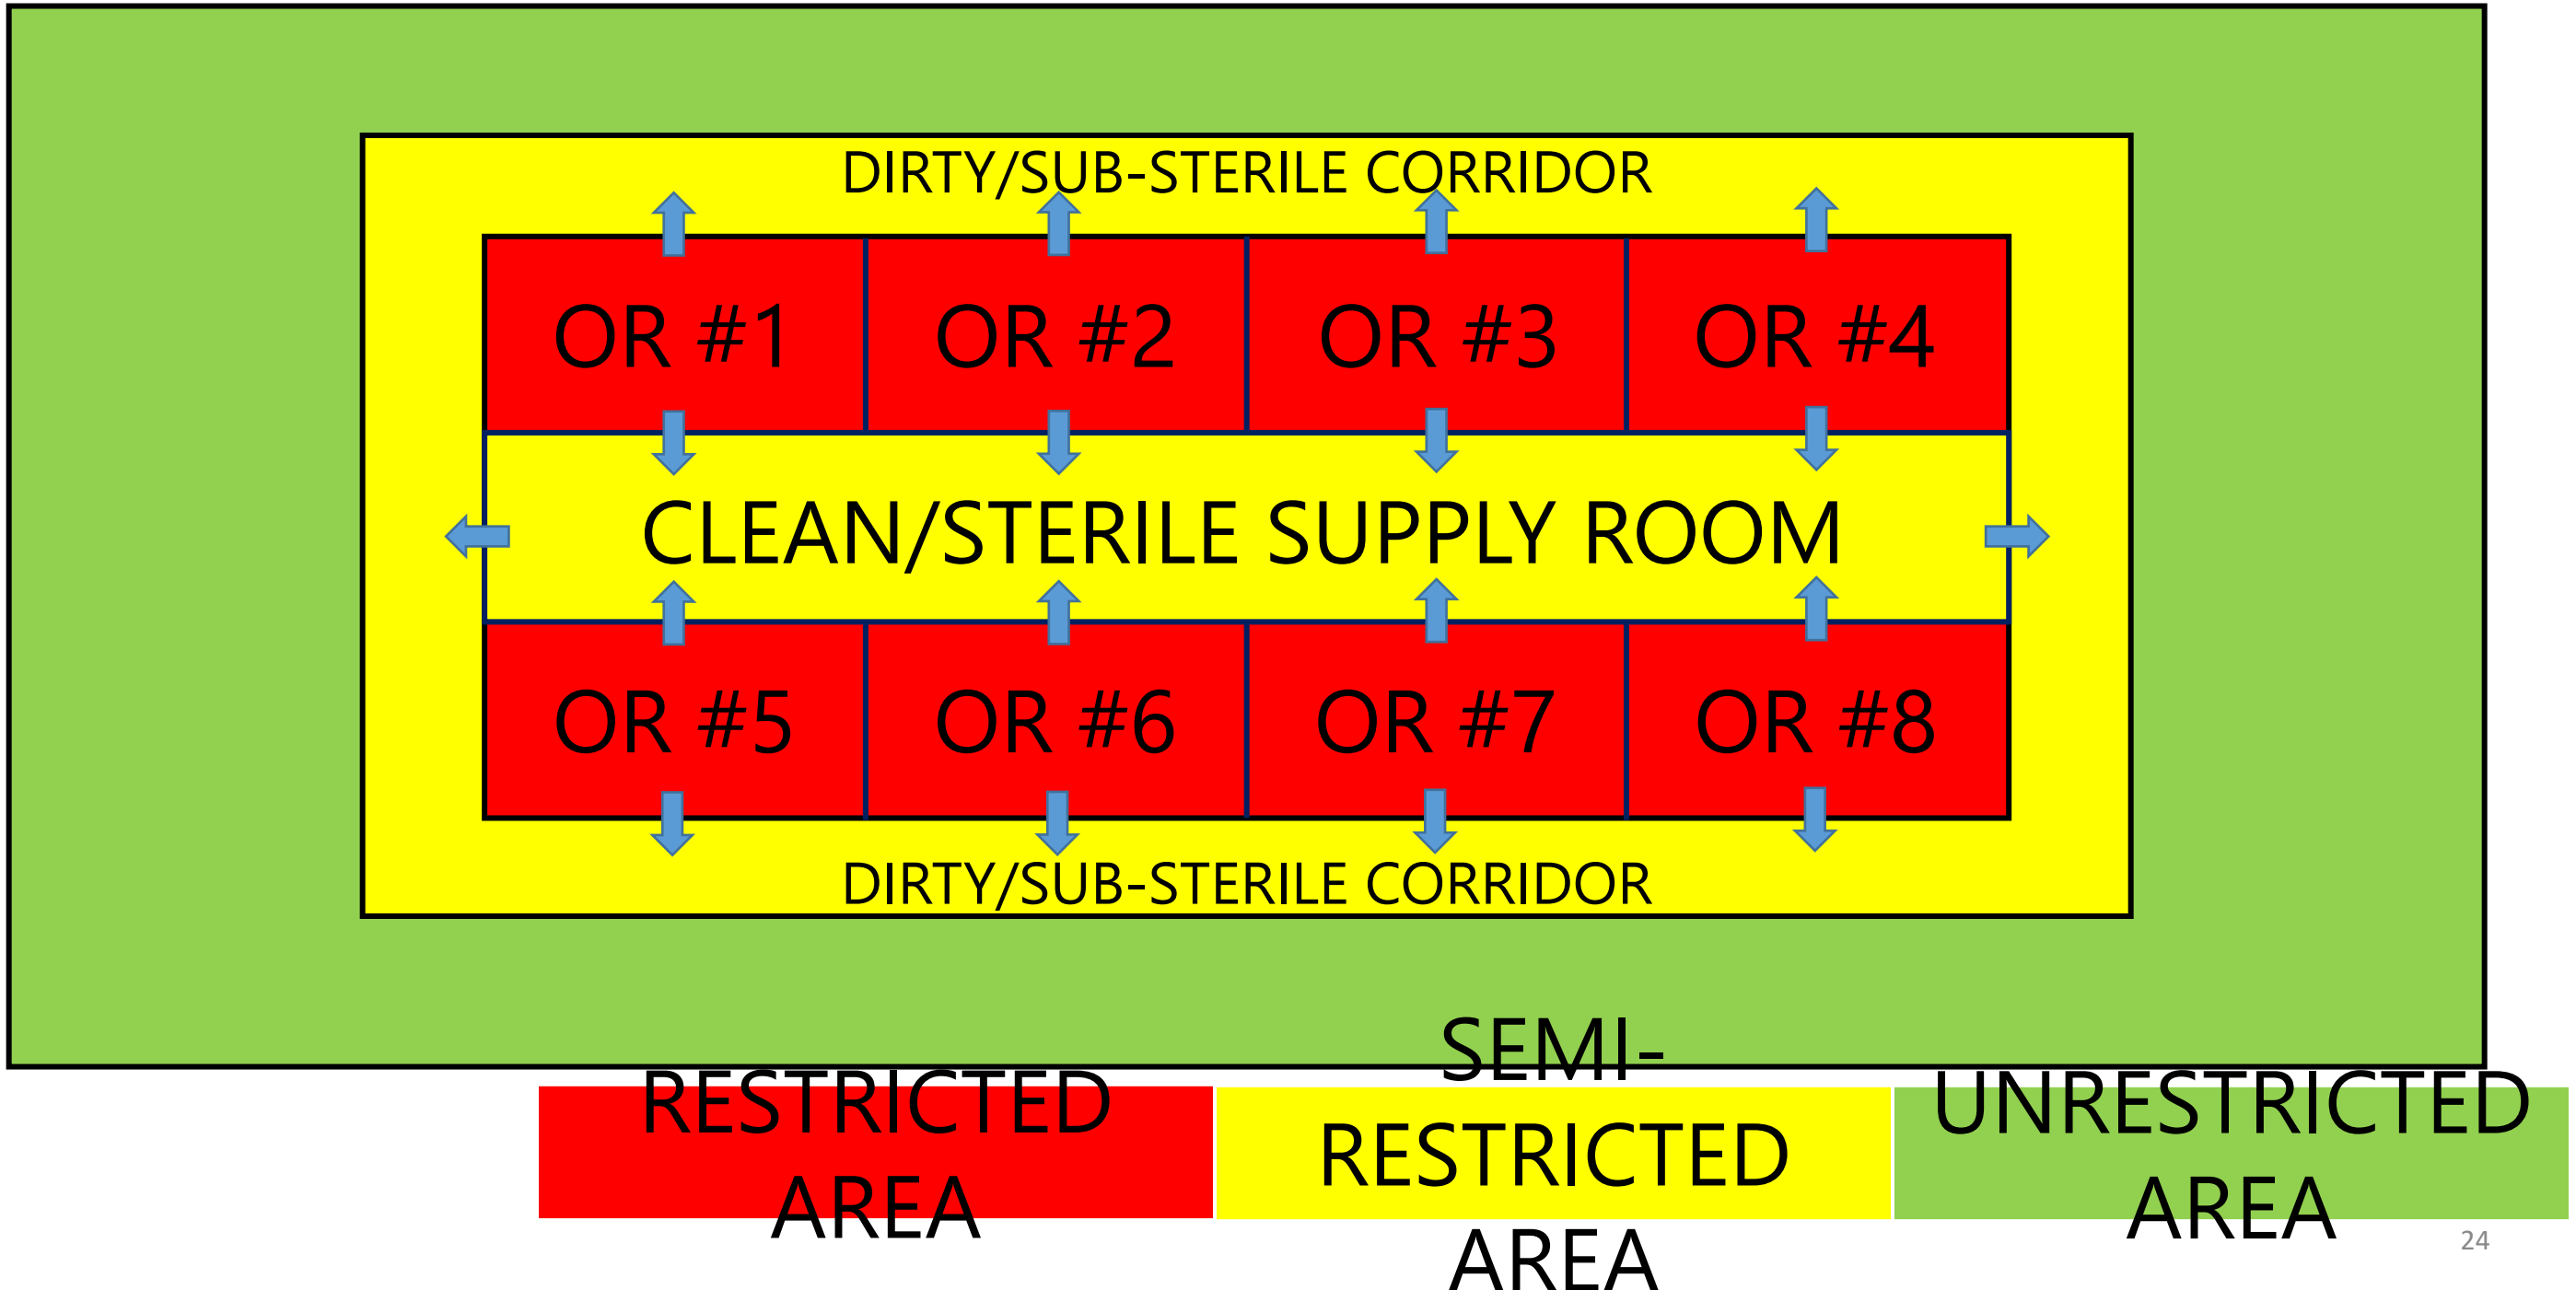 DIRTY/SUB-STERILE CORRIDOR
OR #1
OR #2
OR #3
OR #4
CLEAN/STERILE SUPPLY ROOM
OR #5
OR #6
OR #7
OR #8
DIRTY/SUB-STERILE CORRIDOR
RESTRICTED
AREA
SEMI-
RESTRICTED
AREA
UNRESTRICTED
AREA
24